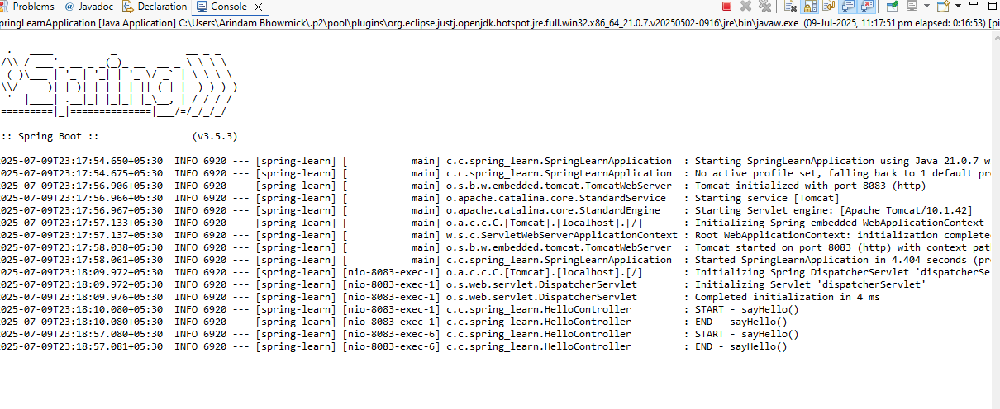 Problems @ Javadoc Declaration Console
pringLearnApplication [Java Application] C:\Users\Arindam Bhowmick\.p2\pool\plugins\org.eclipse.justj.openjdk.hotspot.jre.full.win32.x86_64_21.0.7.v20250502-0916\jre\bin\javaw.exe (09-Jul-2025, 11:17:51 pm elapsed: 0:16:53) [pi
Spring
:: Spring Boot :: (v3.5.3)
025-07-09T23:17:54.650+05:30 INFO 6920 --- [spring-learn] [ main] c.c.spring_learn.SpringLearnApplication : Starting SpringLearnApplication using Java 21.0.7 w
025-07-09T23:17:54.675+05:30 INFO 6920 --- [spring-learn] [ main] c.c.spring_learn.SpringLearnApplication : No active profile set, falling back to 1 default pr
025-07-09T23:17:56.906+05:30 INFO 6920 --- [spring-learn] [ main] o.s.b.w.embedded.tomcat.TomcatWebServer : Tomcat initialized with port 8083 (http)
025-07-09T23:17:56.966+05:30 INFO 6920 --- [spring-learn] [ main] o.apache.catalina.core.StandardService : Starting service [Tomcat]
025-07-09T23:17:56.967+05:30 INFO 6920 --- [spring-learn] [ main] o.apache.catalina.core.StandardEngine : Starting Servlet engine: [Apache Tomcat/10.1.42]
025-07-09T23:17:57.133+05:30 INFO 6920 --- [spring-learn] [ main] o.a.c.c.C.[Tomcat].[localhost].[/] : Initializing Spring embedded WebApplicationContext
025-07-09T23:17:57.137+05:30 INFO 6920 --- [spring-learn] [ main] w.s.c.ServletWebServerApplicationContext : Root WebApplicationContext: initialization complete
025-07-09T23:17:58.038+05:30 INFO 6920 --- [spring-learn] [ main] o.s.b.w.embedded.tomcat.TomcatWebServer : Tomcat started on port 8083 (http) with context pat
025-07-09T23:17:58.061+05:30 INFO 6920 --- [spring-learn] [ main] c.c.spring_learn.SpringLearnApplication : Started SpringLearnApplication in 4.404 seconds (pr
025-07-09T23:18:09.972+05:30 INFO 6920 --- [spring-learn] [nio-8083-exec-1] o.a.c.c.C.[Tomcat].[localhost].[/] : Initializing Spring DispatcherServlet 'dispatcherSe
025-07-09T23:18:09.972+05:30 INFO 6920 --- [spring-learn] [nio-8083-exec-1] o.s.web.servlet.DispatcherServlet : Initializing Servlet 'dispatcherServlet'
025-07-09T23:18:09.976+05:30 INFO 6920 --- [spring-learn] [nio-8083-exec-1] o.s.web.servlet.DispatcherServlet : Completed initialization in 4 ms
025-07-09T23:18:10.080+05:30 INFO 6920 --- [spring-learn] [nio-8083-exec-1] c.c.spring_learn.HelloController : START - sayHello()
025-07-09T23:18:10.080+05:30 INFO 6920 --- [spring-learn] [nio-8083-exec-1] c.c.spring_learn.HelloController : END - sayHello()
025-07-09T23:18:57.080+05:30 INFO 6920 --- [spring-learn] [nio-8083-exec-6] c.c.spring_learn.HelloController : START - sayHello()
025-07-09T23:18:57.081+05:30 INFO 6920 --- [spring-learn] [nio-8083-exec-6] c.c.spring_learn.HelloController : END - sayHello()